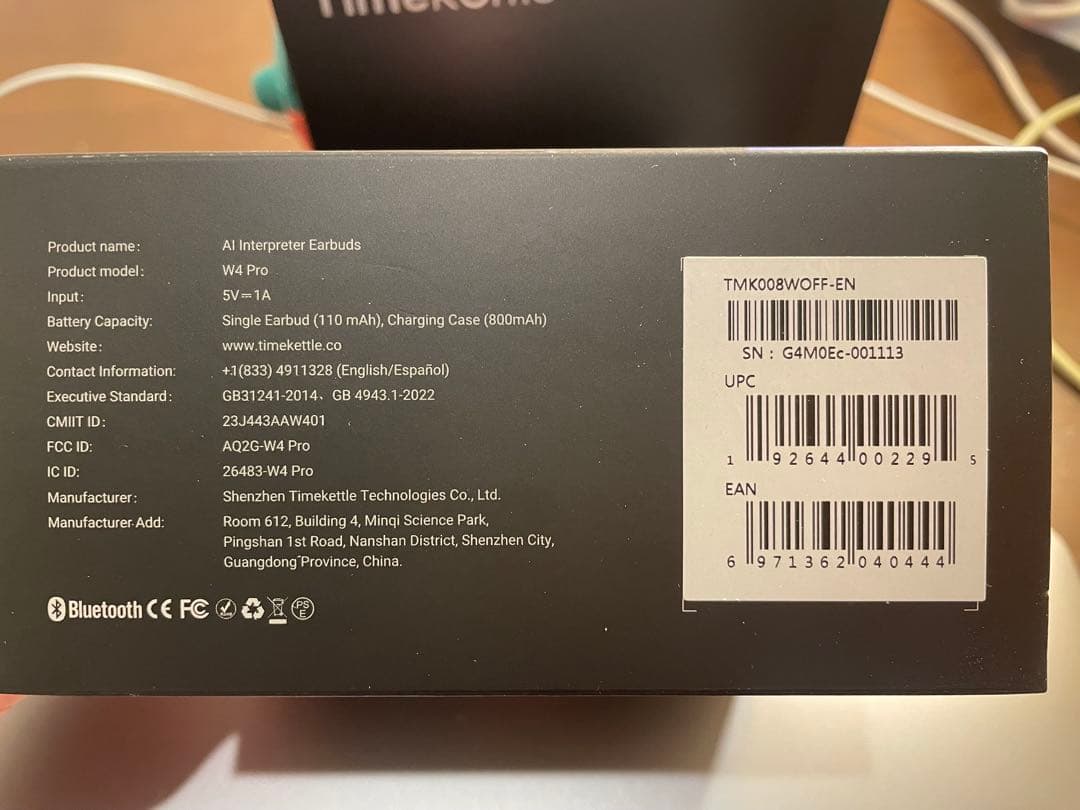 Timekettle
Product name: AI Interpreter Earbuds
Product model: W4 Pro
Input: 5V⎓1A
Battery Capacity: Single Earbud (110 mAh), Charging Case (800mAh)
Website: www.timekettle.co
Contact Information: +1(833) 4911328 (English/Español)
Executive Standard: GB31241-2014、GB 4943.1-2022
CMIIT ID: 23J443AAW401
FCC ID: AQ2G-W4 Pro
IC ID: 26483-W4 Pro
Manufacturer: Shenzhen Timekettle Technologies Co., Ltd.
Manufacturer Add: Room 612, Building 4, Minqi Science Park,
Pingshan 1st Road, Nanshan District, Shenzhen City,
Guangdong Province, China.
Bluetooth CE FC PSE
TMK008WOFF-EN
SN : G4M0Ec-001113
UPC
1 92644 00229 5
EAN
6 971362 040444